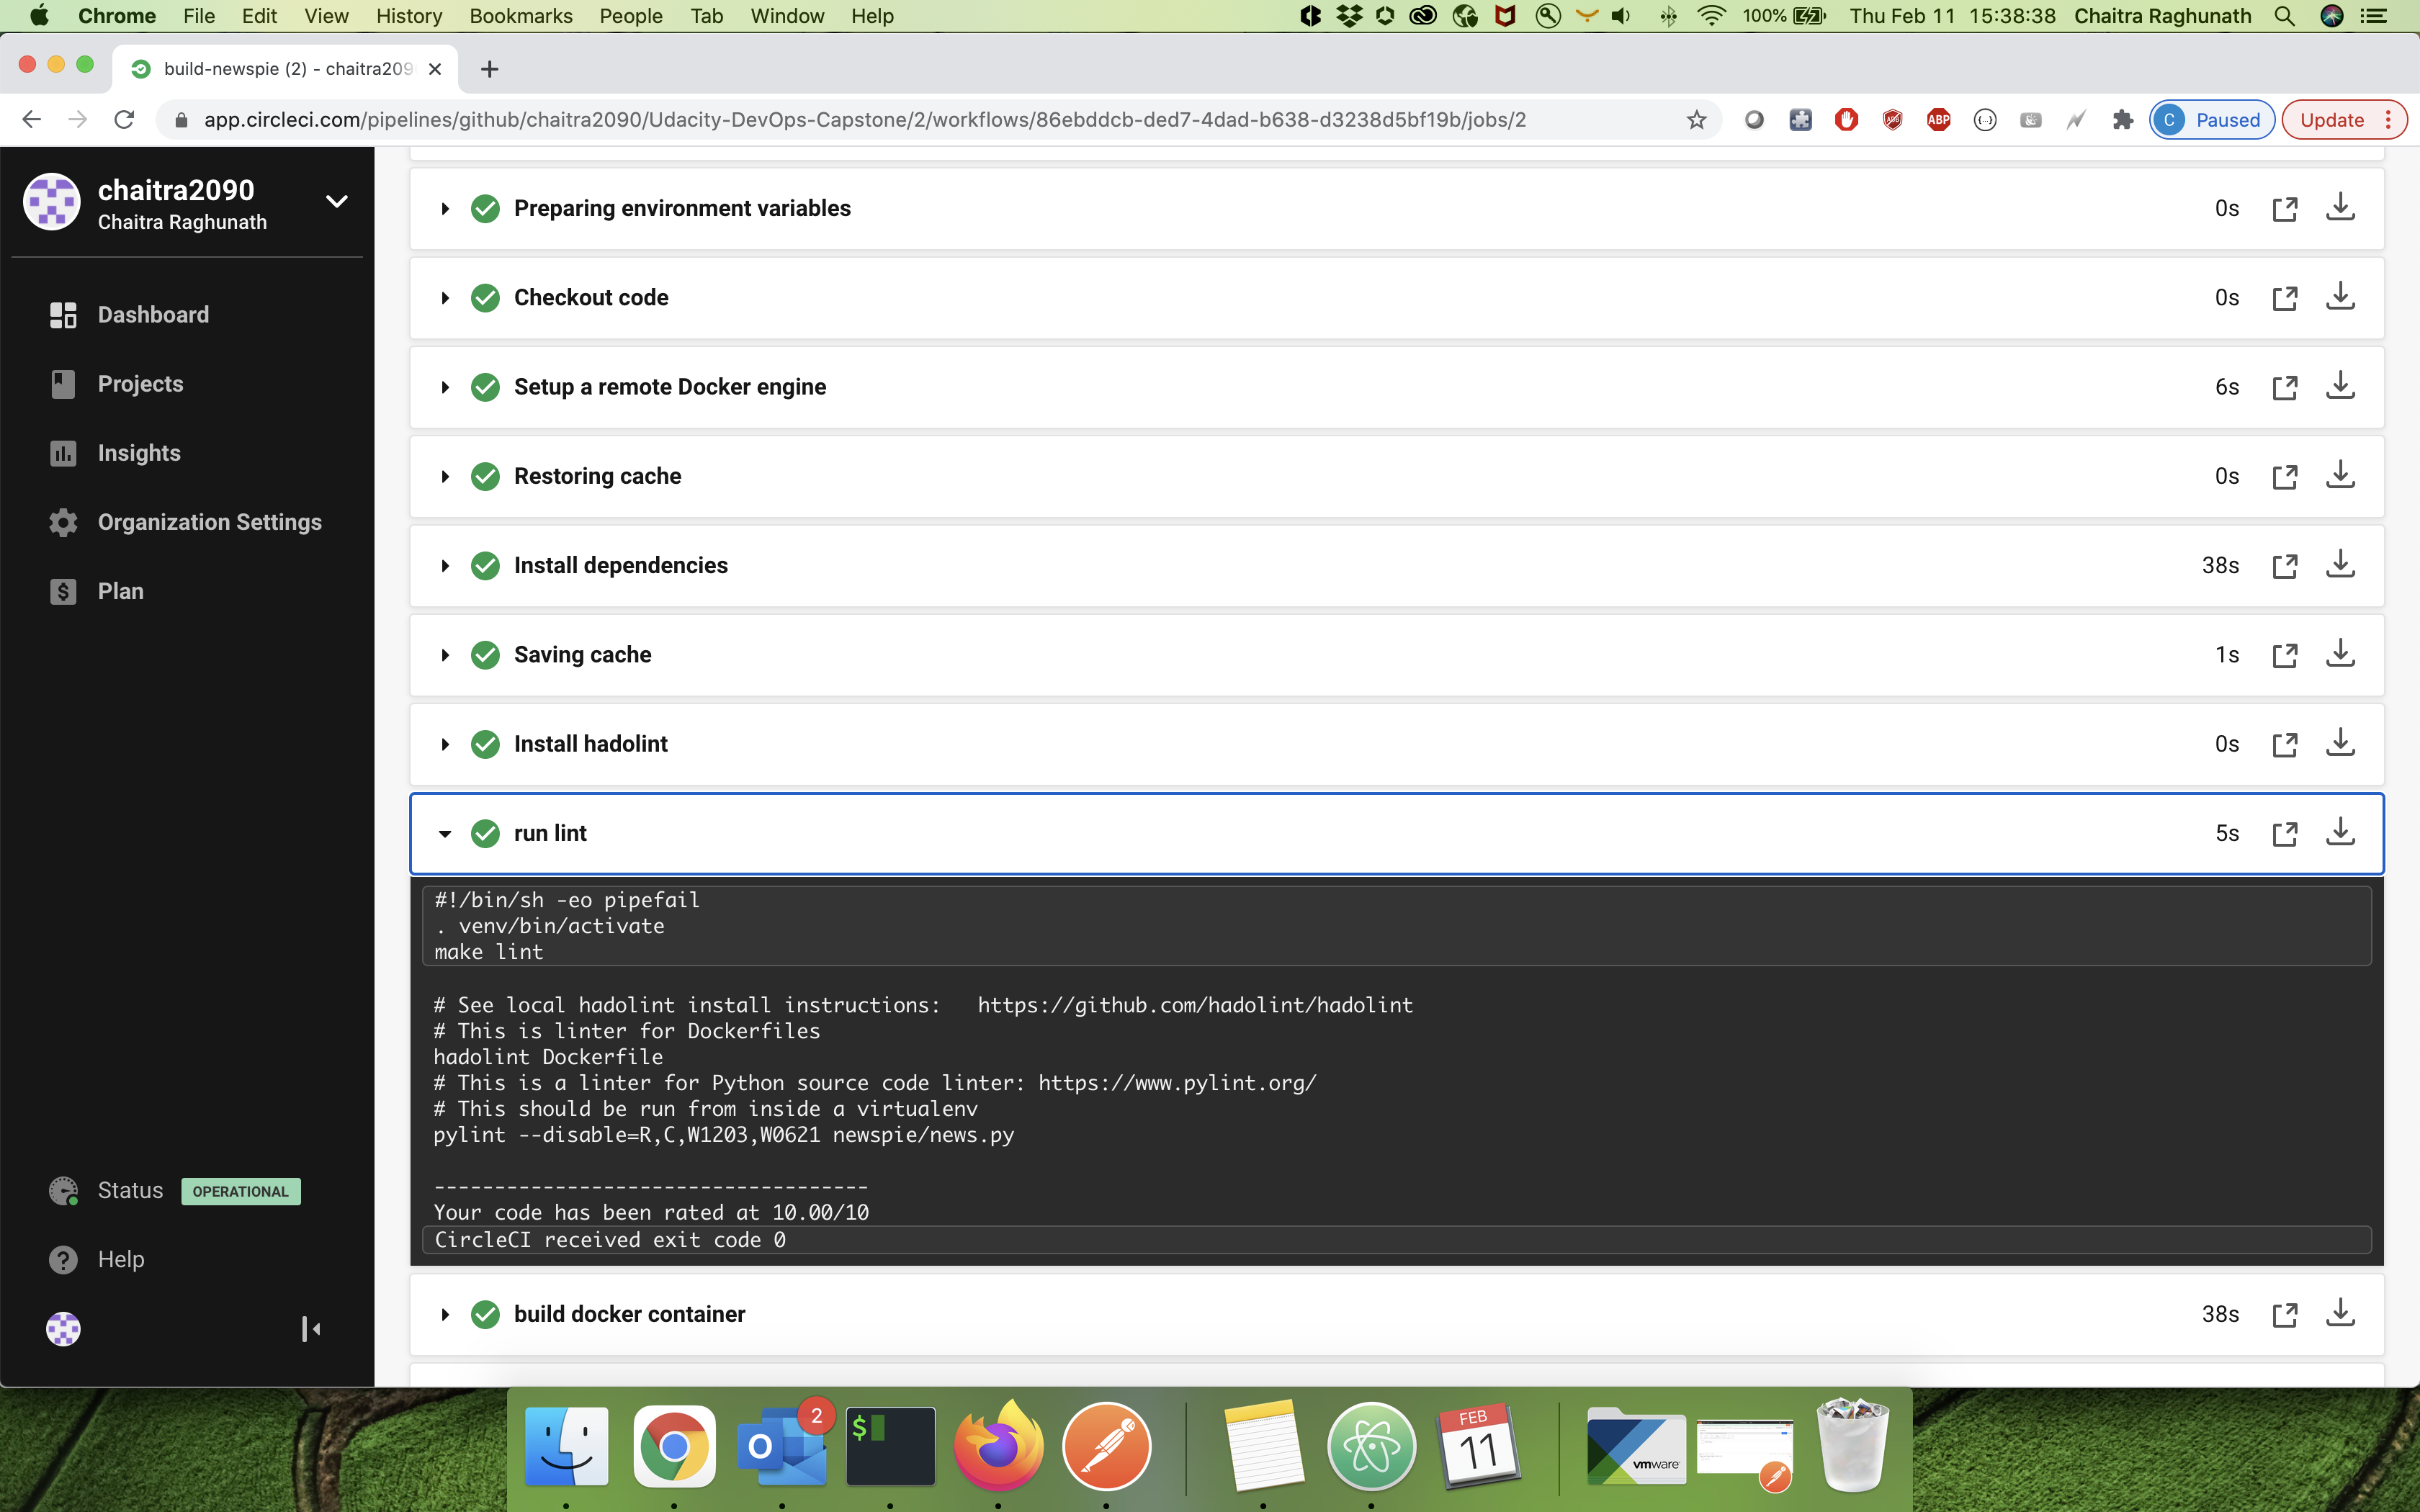 Chrome File Edit View History Bookmarks People Tab Window Help 100% Thu Feb 11 15:38:38 Chaitra Raghunath
build-newspie (2) - chaitra209
app.circleci.com/pipelines/github/chaitra2090/Udacity-DevOps-Capstone/2/workflows/86ebddcb-ded7-4dad-b638-d3238d5bf19b/jobs/2
ABP
C Paused
Update
chaitra2090
Chaitra Raghunath
Dashboard
Projects
Insights
Organization Settings
Plan
Status OPERATIONAL
Help
Preparing environment variables 0s
Checkout code 0s
Setup a remote Docker engine 6s
Restoring cache 0s
Install dependencies 38s
Saving cache 1s
Install hadolint 0s
run lint 5s
#!/bin/sh -eo pipefail
. venv/bin/activate
make lint
# See local hadolint install instructions:   https://github.com/hadolint/hadolint
# This is linter for Dockerfiles
hadolint Dockerfile
# This is a linter for Python source code linter: https://www.pylint.org/
# This should be run from inside a virtualenv
pylint --disable=R,C,W1203,W0621 newspie/news.py
------------------------------------
Your code has been rated at 10.00/10
CircleCI received exit code 0
build docker container 38s
2
O
$
FEB
11
vmware